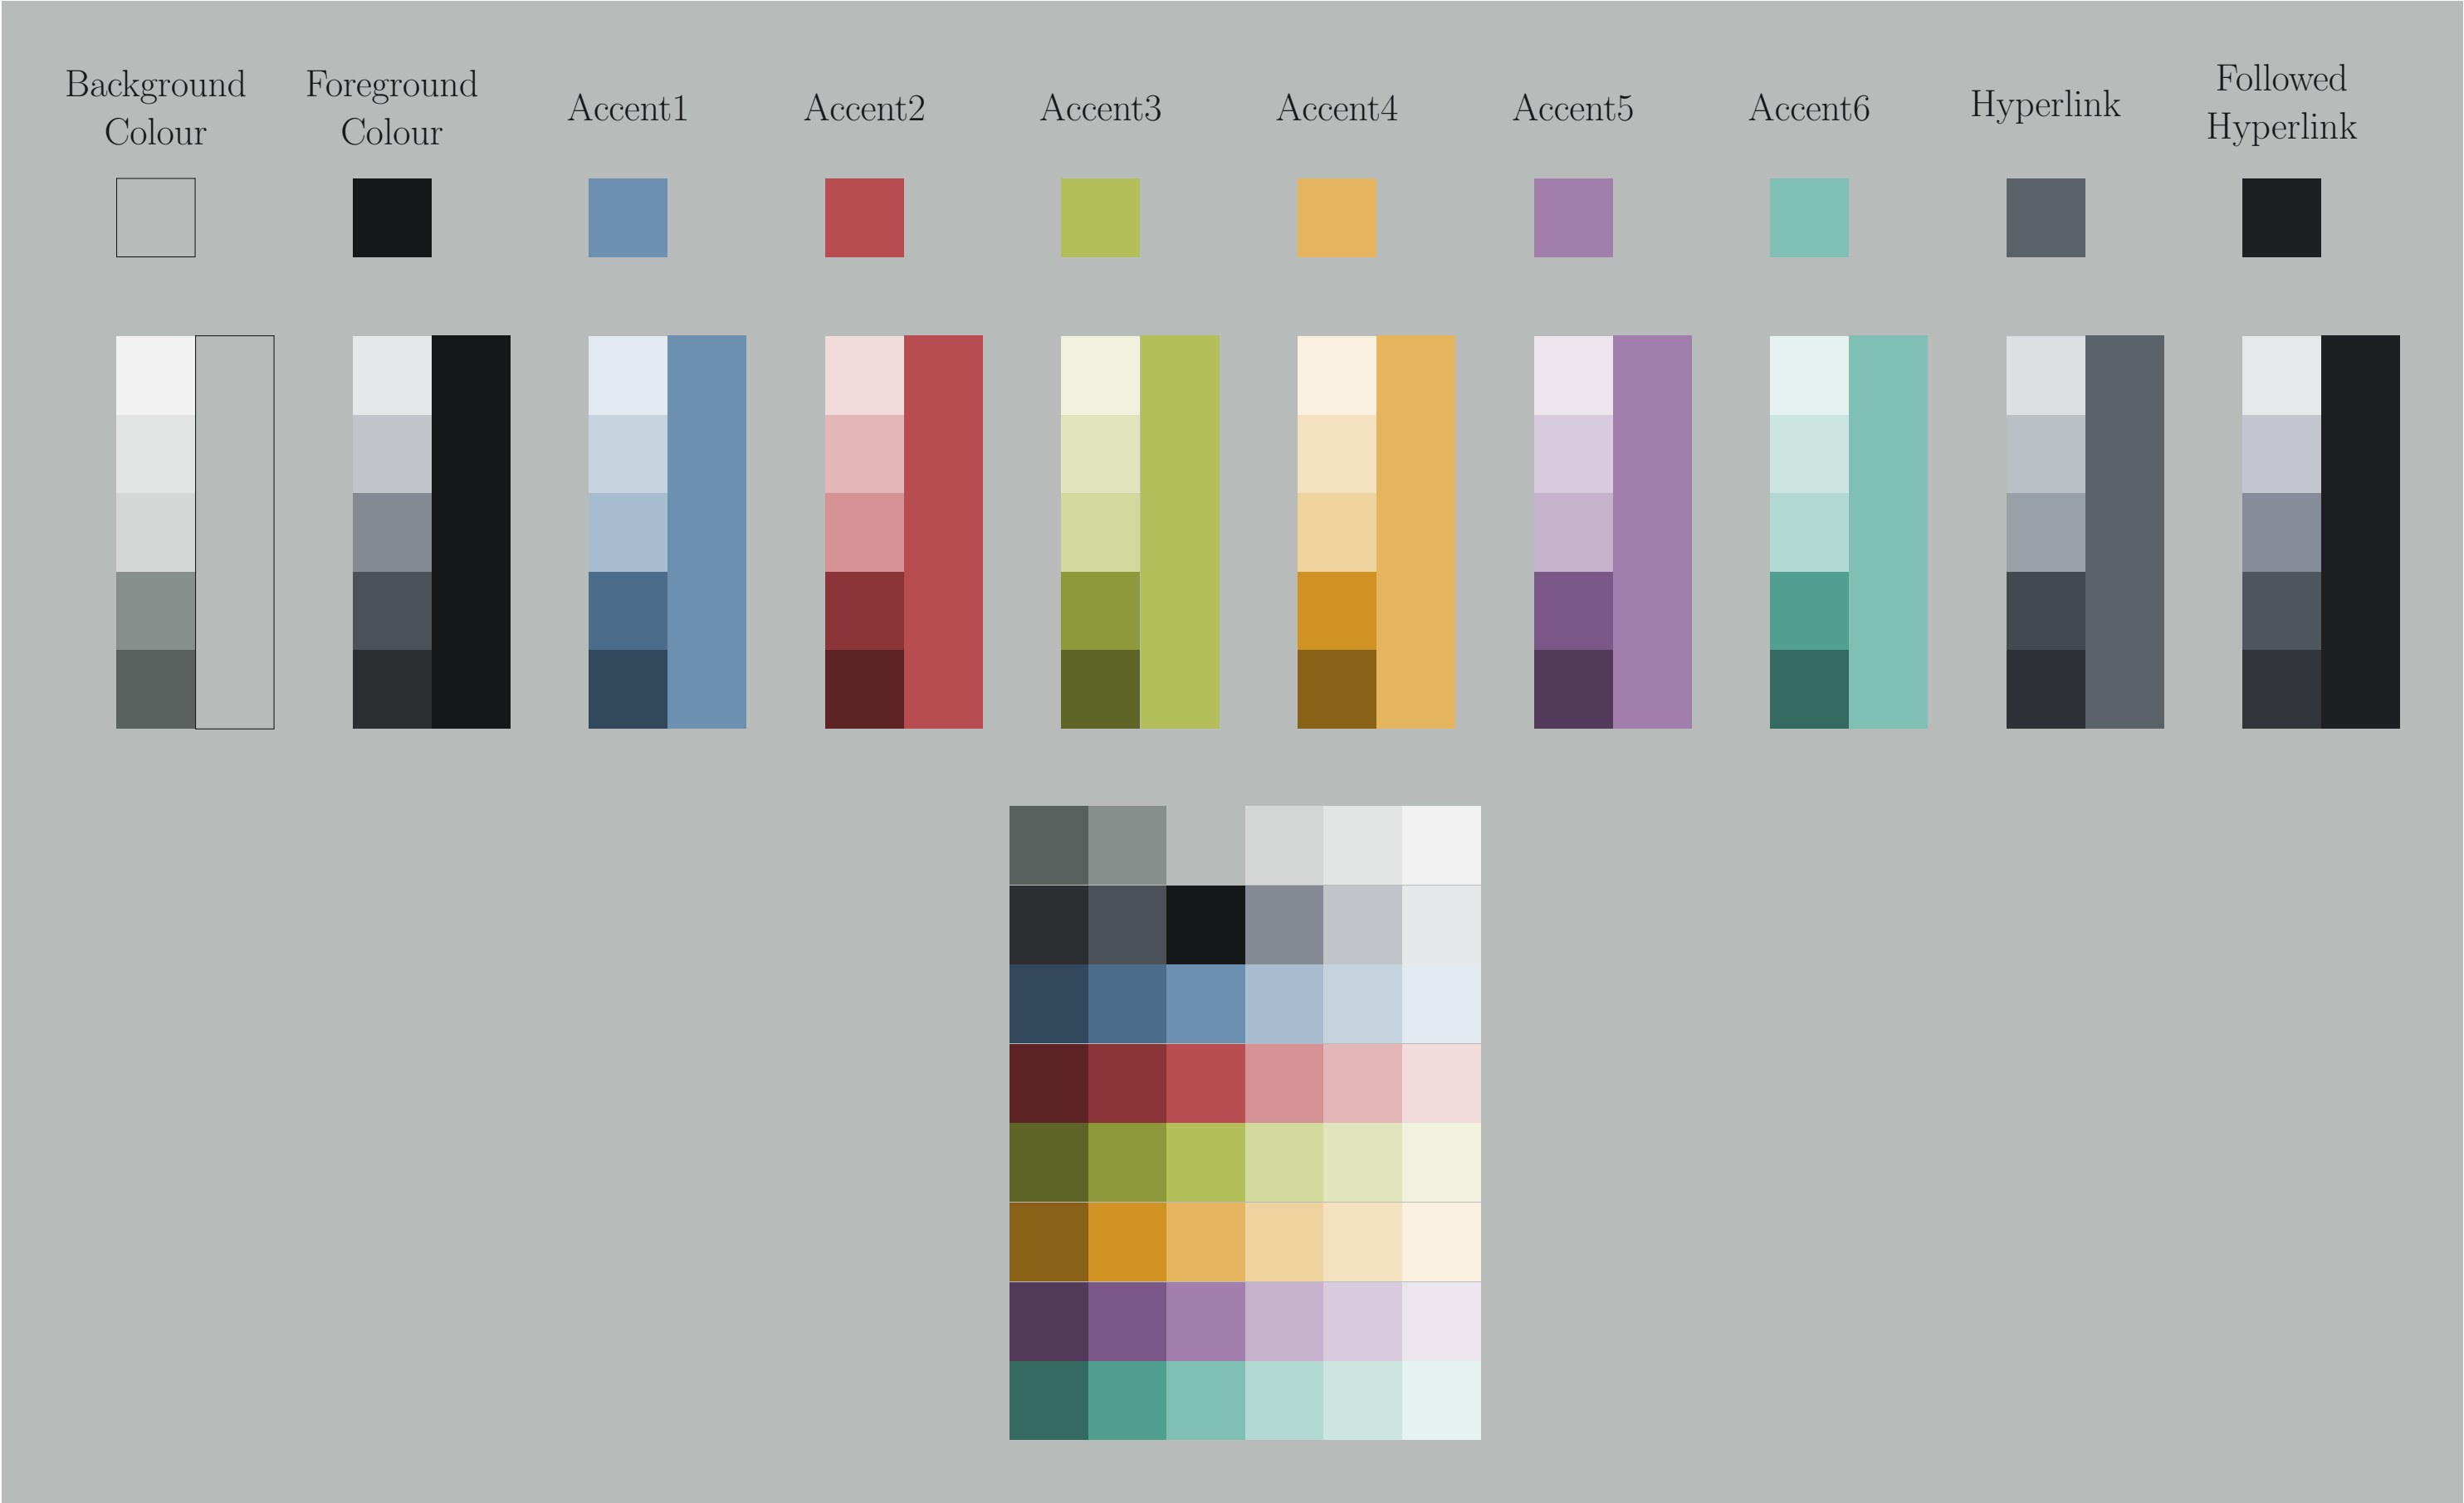 Background
Colour
Foreground
Colour
Accent1
Accent2
Accent3
Accent4
Accent5
Accent6
Hyperlink
Followed
Hyperlink